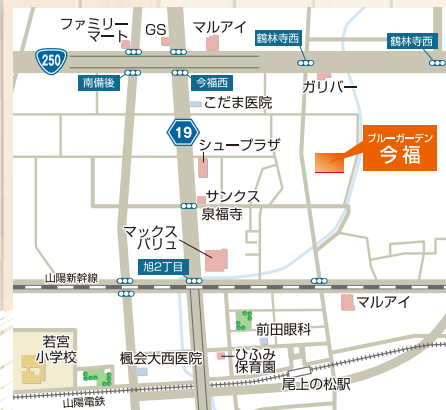 ファミリー
マート
GS
マルアイ
鶴林寺西
鶴林寺西
250
南備後
今福西
ガリバー
こだま医院
19
ブルーガーデン
今福
シュープラザ
サンクス
泉福寺
マックス
バリュ
旭2丁目
山陽新幹線
マルアイ
若宮
小学校
前田眼科
楓会大西医院
ひふみ
保育園
尾上の松駅
山陽電鉄